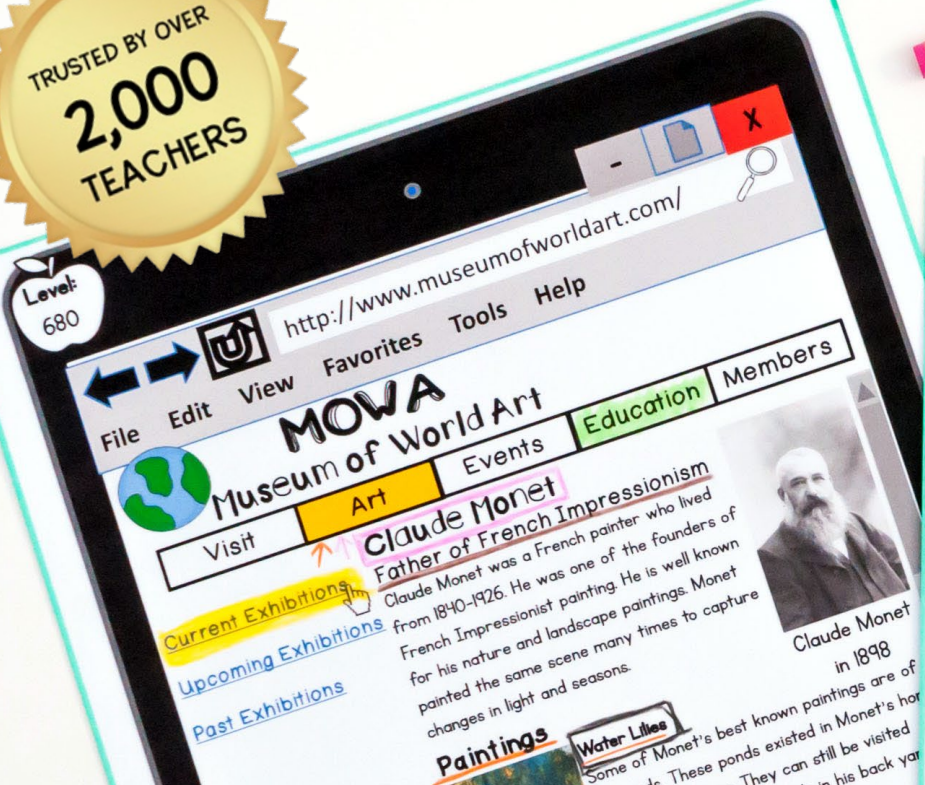 TRUSTED BY OVER
2,000
TEACHERS
Level:
680
-
X
http://www.museumofworldart.com/
File Edit View Favorites Tools Help
MOWA
Museum of World Art
Visit Art Events Education Members
Current Exhibitions
Upcoming Exhibitions
Past Exhibitions
Claude Monet
Father of French Impressionism
Claude Monet was a French painter who lived
from 1840-1926. He was one of the founders of
French Impressionist painting. He is well known
for his nature and landscape paintings. Monet
painted the same scene many times to capture
changes in light and seasons.
Claude Monet
in 1898
Paintings
Water Lilies
Some of Monet's best known paintings are of
These ponds existed in Monet's
They can still be visited
in his back